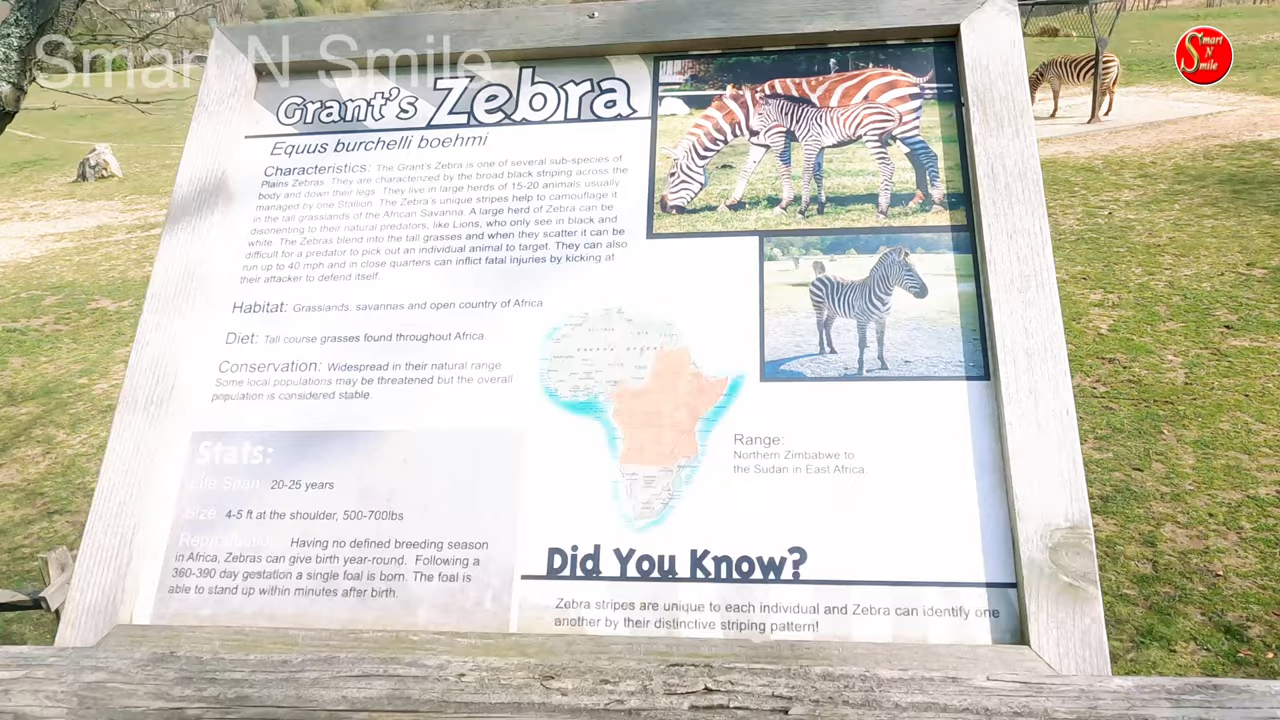 Smart N Smile
Smart
N
Smile
Grant's Zebra
Equus burchelli boehmi
Characteristics: The Grant's Zebra is one of several sub-species of
Plains Zebras. They are characterized by the broad black striping across the
body and down their legs. They live in large herds of 15-20 animals usually
managed by one Stallion. The Zebra's unique stripes help to camouflage it
in the tall grasslands of the African Savanna. A large herd of Zebra can be
disorienting to their natural predators, like Lions, who only see in black and
white. The Zebras blend into the tall grasses and when they scatter it can be
difficult for a predator to pick out an individual animal to target. They can also
run up to 40 mph and in close quarters can inflict fatal injuries by kicking at
their attacker to defend itself.
Habitat: Grasslands, savannas and open country of Africa
Diet: Tall course grasses found throughout Africa
Conservation: Widespread in their natural range
Some local populations may be threatened but the overall
population is considered stable.
Range:
Northern Zimbabwe to
the Sudan in East Africa.
Stats:
Life Span: 20-25 years
Size: 4-5 ft at the shoulder, 500-700lbs
Reproduction: Having no defined breeding season
in Africa, Zebras can give birth year-round. Following a
360-390 day gestation a single foal is born. The foal is
able to stand up within minutes after birth.
Did You Know?
Zebra stripes are unique to each individual and Zebra can identify one
another by their distinctive striping pattern!